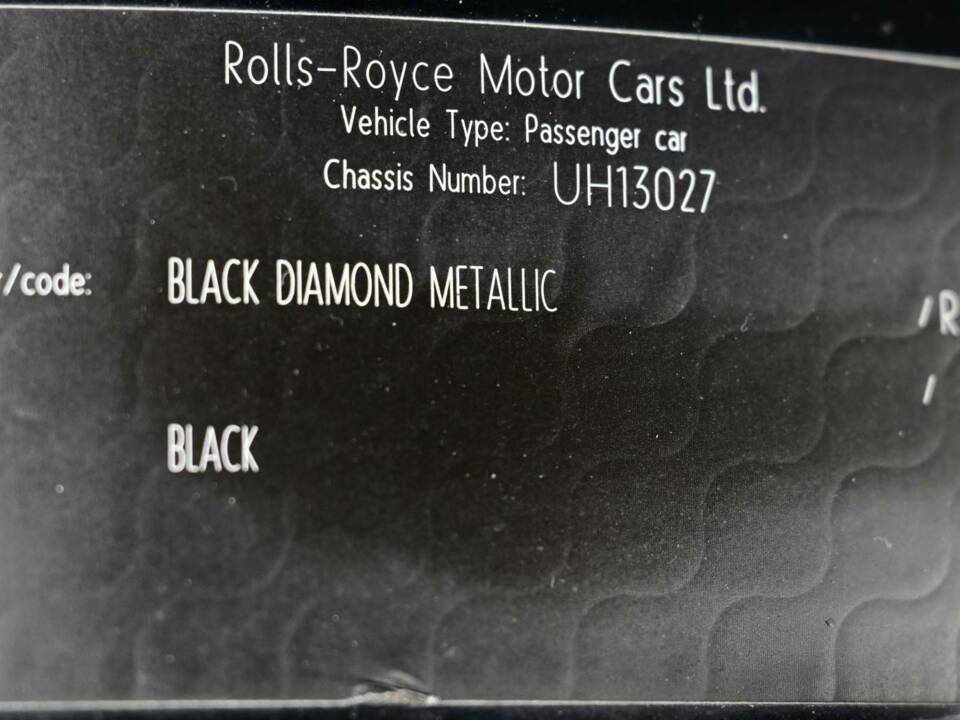 Rolls-Royce Motor Cars Ltd.
Vehicle Type: Passenger car
Chassis Number: UH13027
/code: BLACK DIAMOND METALLIC / R
/
BLACK